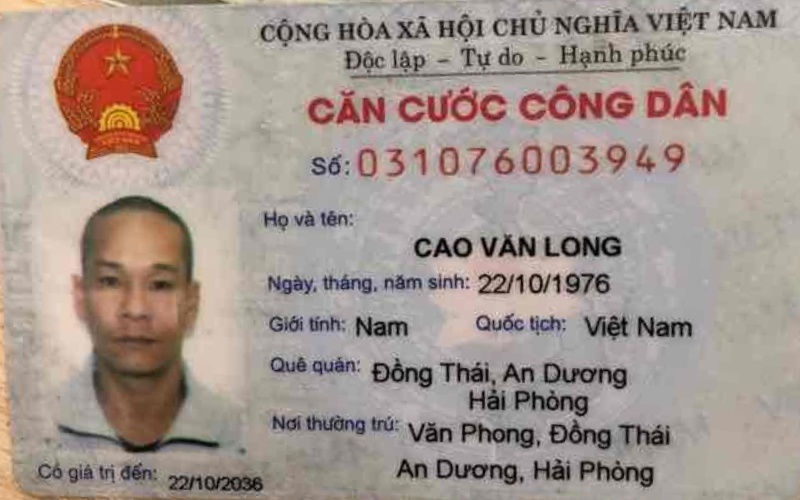 CỘNG HÒA XÃ HỘI CHỦ NGHĨA VIỆT NAM
Độc lập – Tự do – Hạnh phúc
CĂN CƯỚC CÔNG DÂN
Số: 031076003949
Họ và tên:
CAO VĂN LONG
Ngày, tháng, năm sinh: 22/10/1976
Giới tính: Nam Quốc tịch: Việt Nam
Quê quán: Đồng Thái, An Dương
Hải Phòng
Nơi thường trú: Văn Phong, Đồng Thái
An Dương, Hải Phòng
Có giá trị đến: 22/10/2036